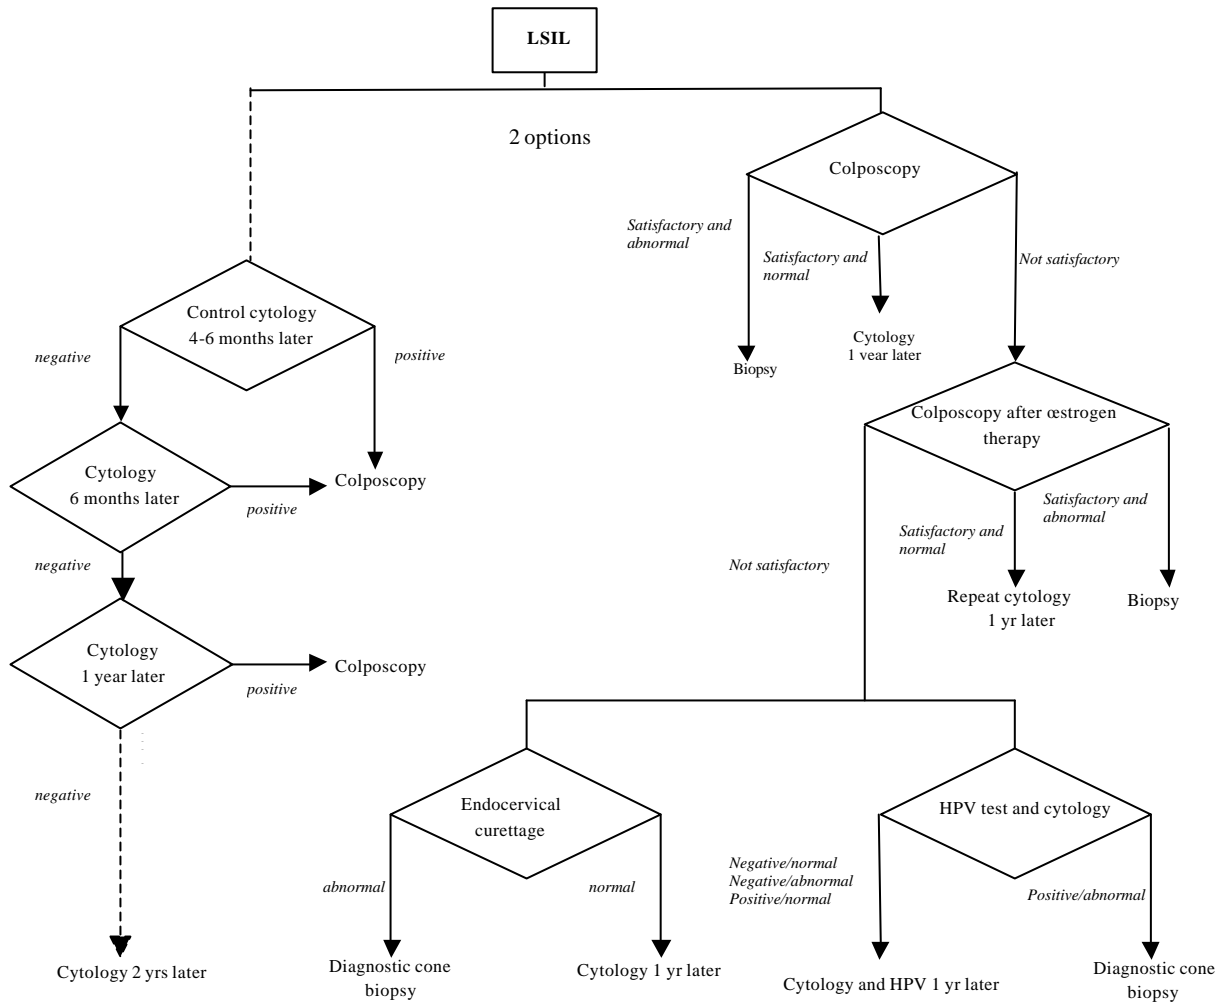 LSIL
2 options
Colposcopy
Satisfactory and
abnormal
Satisfactory and
normal
Not satisfactory
Control cytology
4-6 months later
negative
positive
Biopsy
Cytology
1 year later
Colposcopy after œstrogen
therapy
Cytology
6 months later
positive
Colposcopy
negative
Not satisfactory
Satisfactory and
normal
Satisfactory and
abnormal
Repeat cytology
1 yr later
Biopsy
Cytology
1 year later
positive
Colposcopy
negative
Endocervical
curettage
abnormal
normal
HPV test and cytology
Negative/normal
Negative/abnormal
Positive/normal
Positive/abnormal
Cytology 2 yrs later
Diagnostic cone
biopsy
Cytology 1 yr later
Cytology and HPV 1 yr later
Diagnostic cone
biopsy